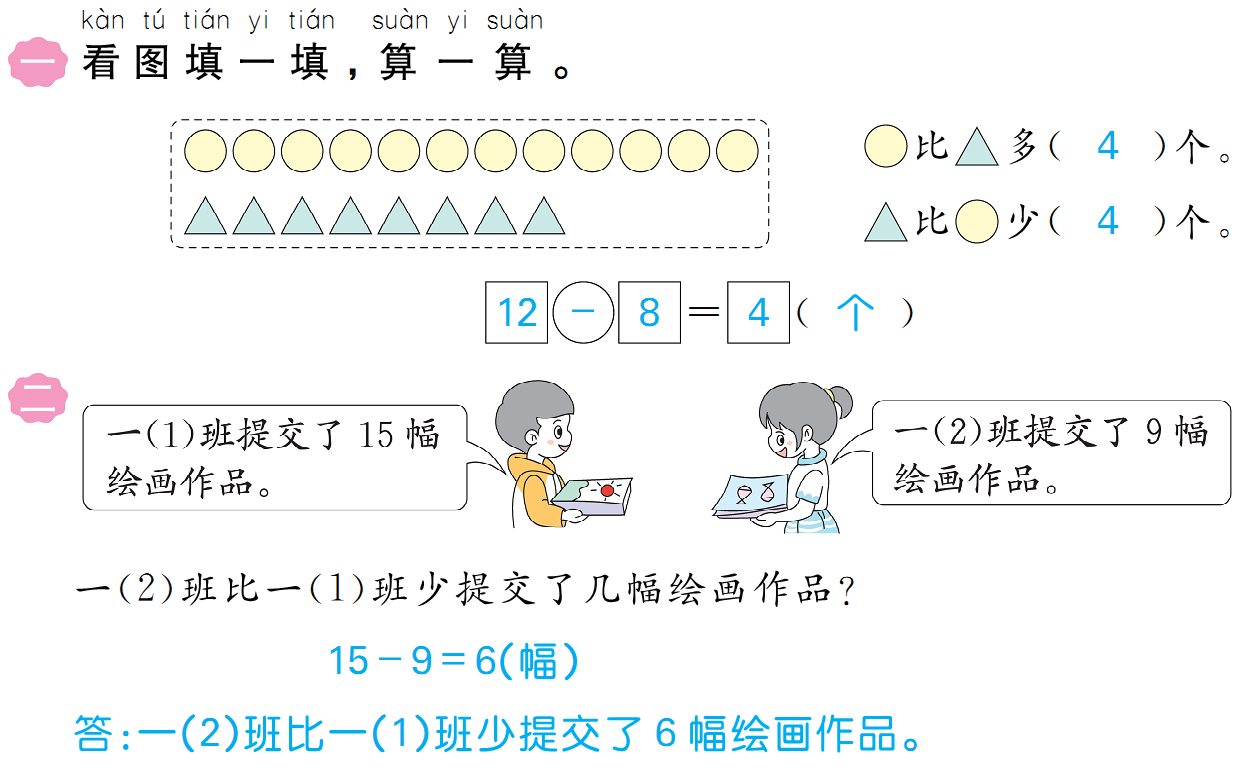 kàn tú tián yi tián suàn yi suàn
一 看图填一填,算一算。
比 多( 4 )个。
比 少( 4 )个。
12 - 8 = 4 ( 个 )
二
一(1)班提交了 15 幅
绘画作品。
一(2)班提交了 9 幅
绘画作品。
一(2)班比一(1)班少提交了几幅绘画作品?
15-9=6(幅)
答:一(2)班比一(1)班少提交了 6 幅绘画作品。